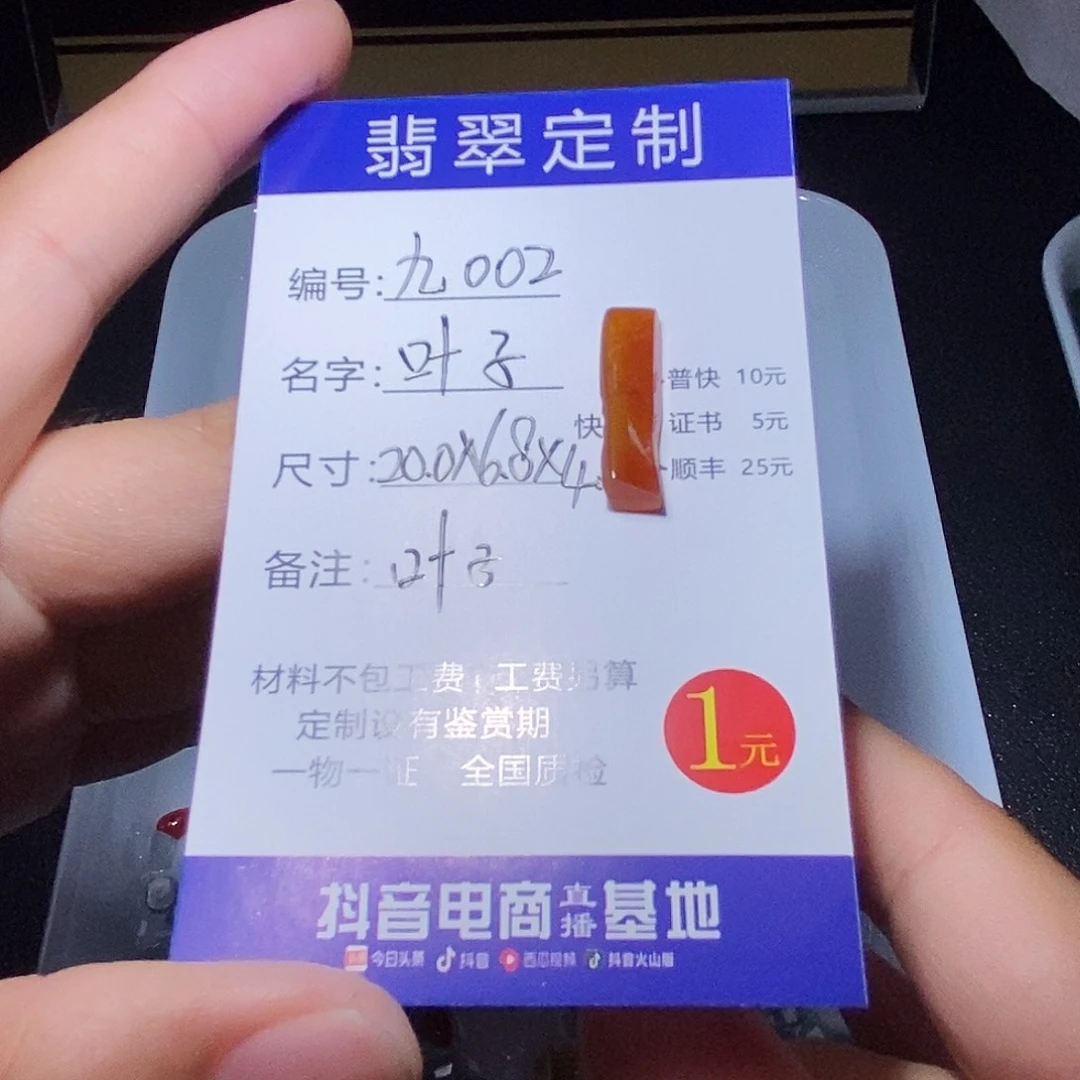 翡翠定制
编号:九002
名字:叶子
普快 10元
快 证书 5元
尺寸:20.0X6.8X4.
顺丰 25元
备注:叶子
材料不包工费,工费另算
定制设有鉴赏期
一物一证 全国质检
1元
抖音电商直播基地
今日头条 抖音 西瓜视频 抖音火山版